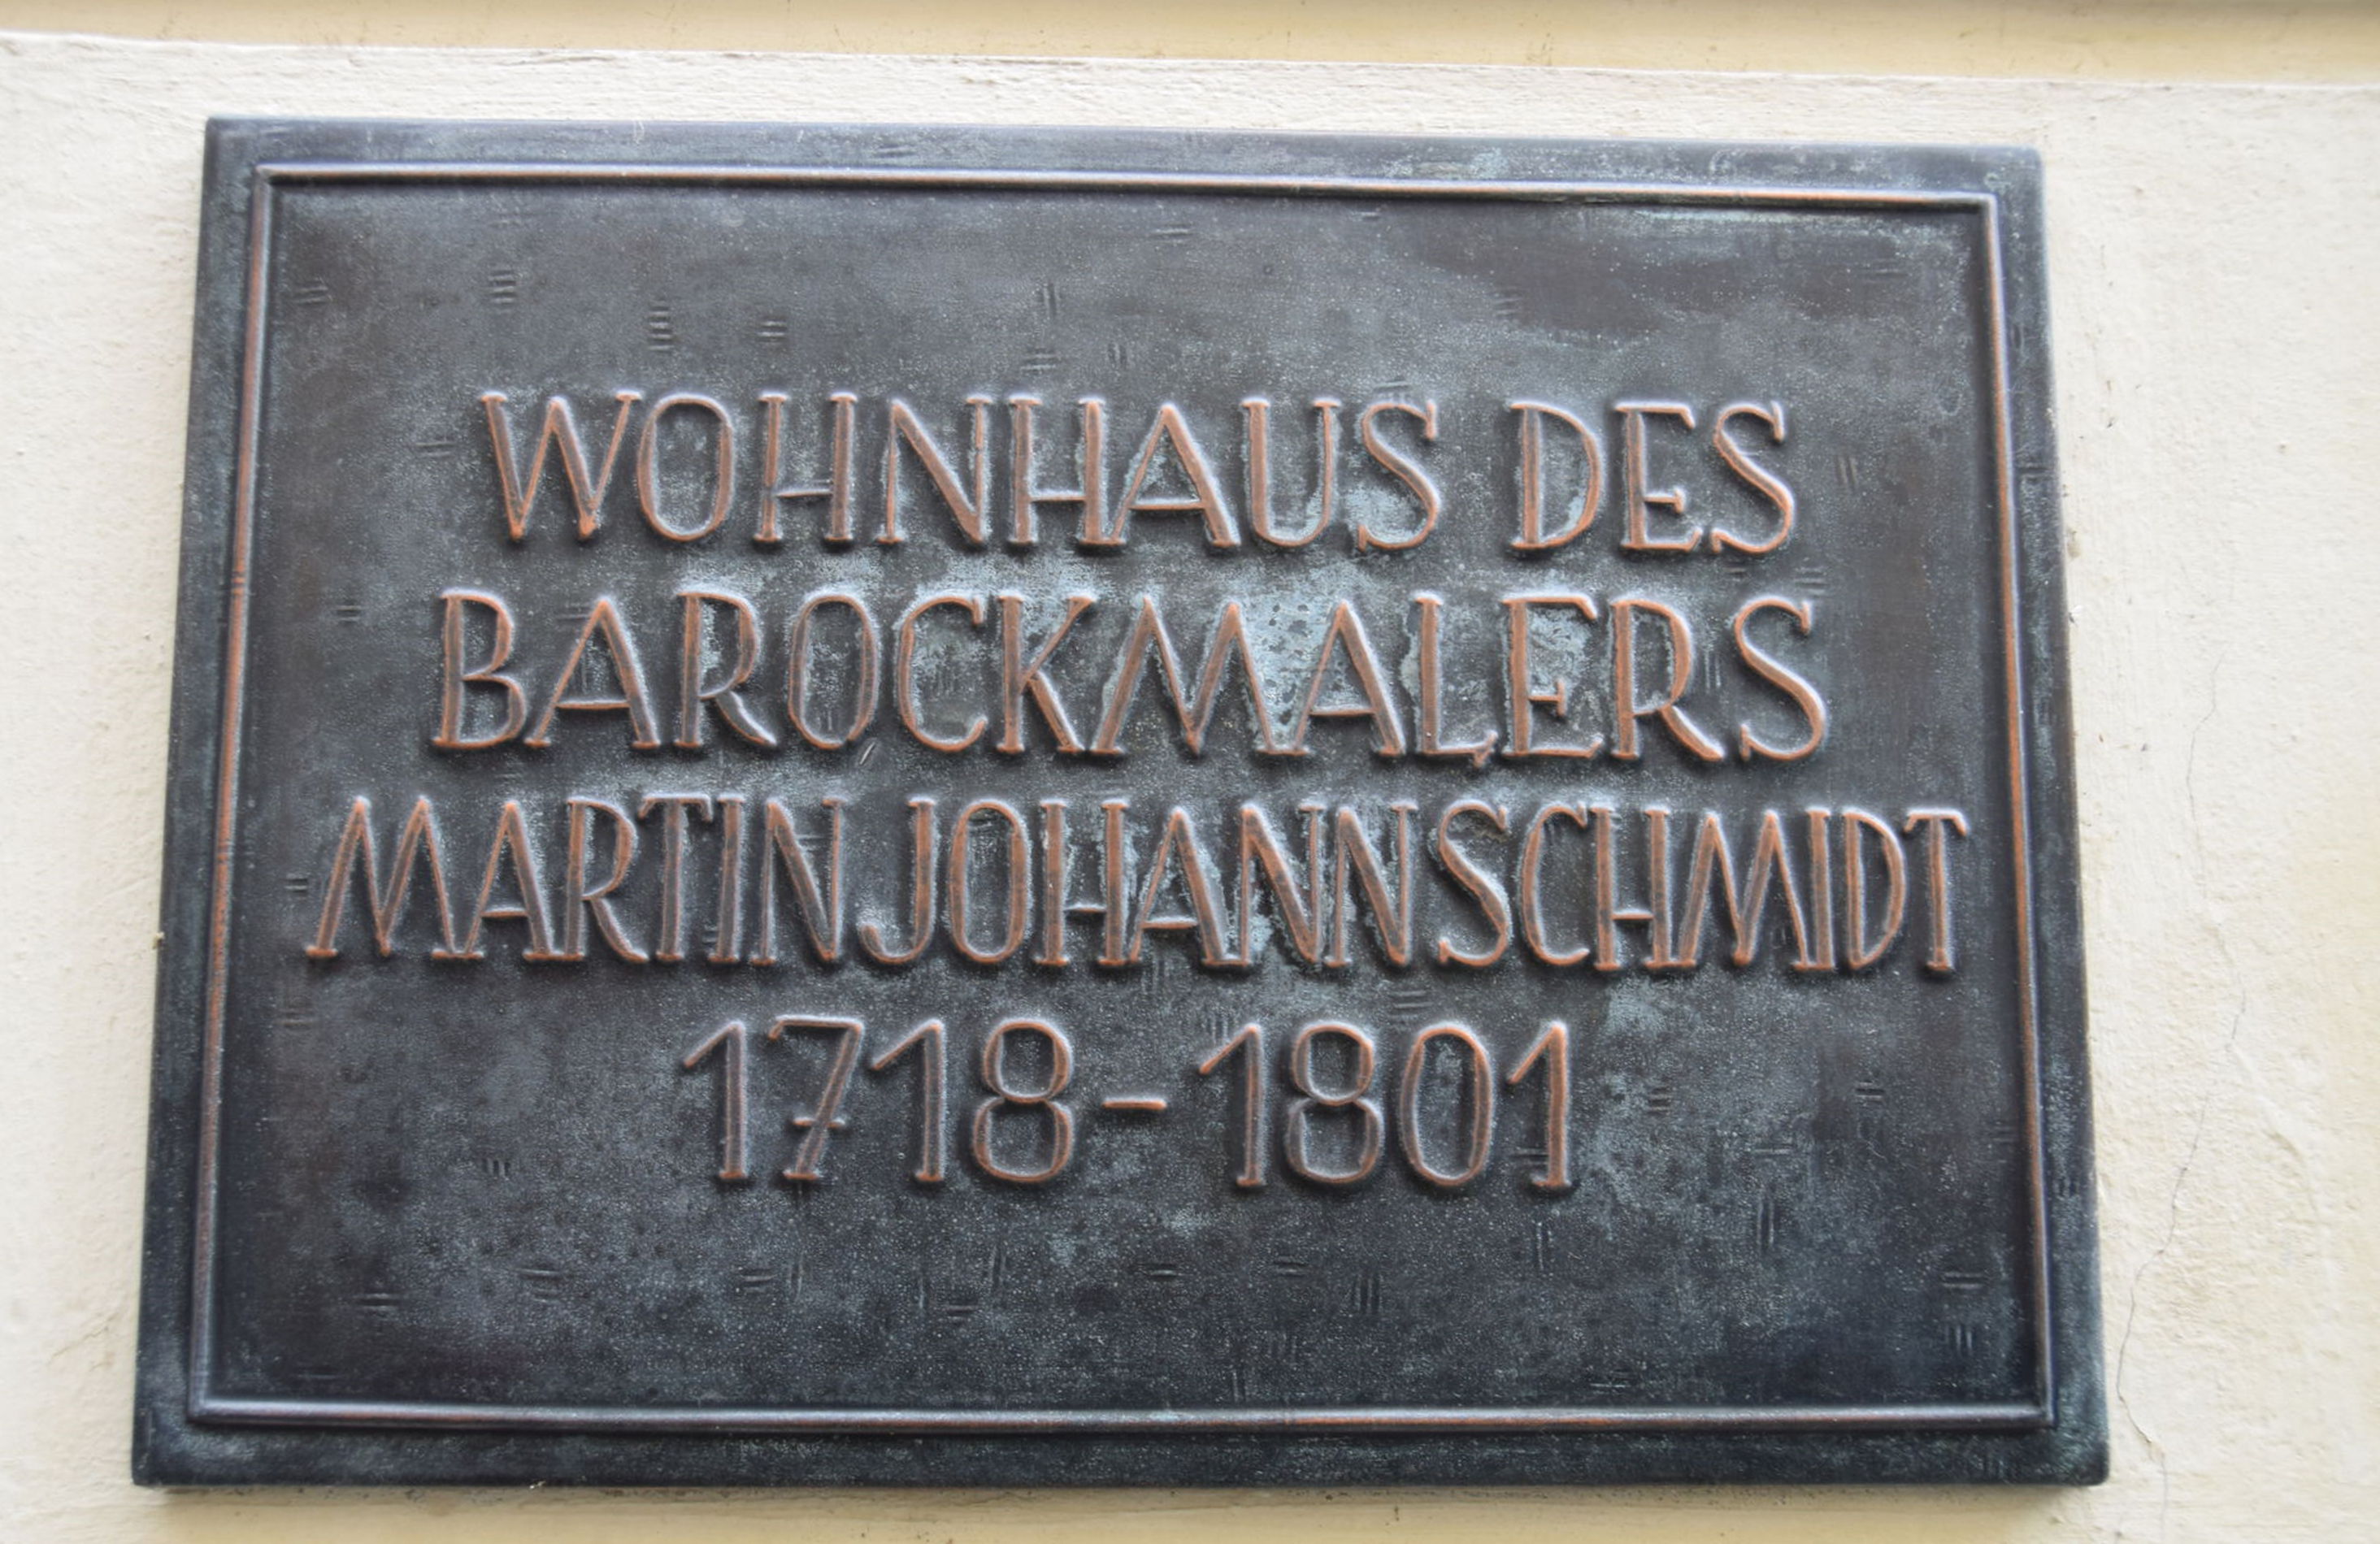 WOHNHAUS DES
BAROCKMALERS
MARTIN JOHANN SCHMIDT
1718-1801